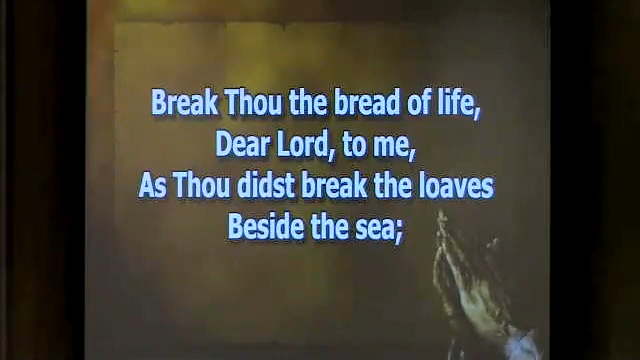 Break Thou the bread of life,
Dear Lord, to me,
As Thou didst break the loaves
Beside the sea;